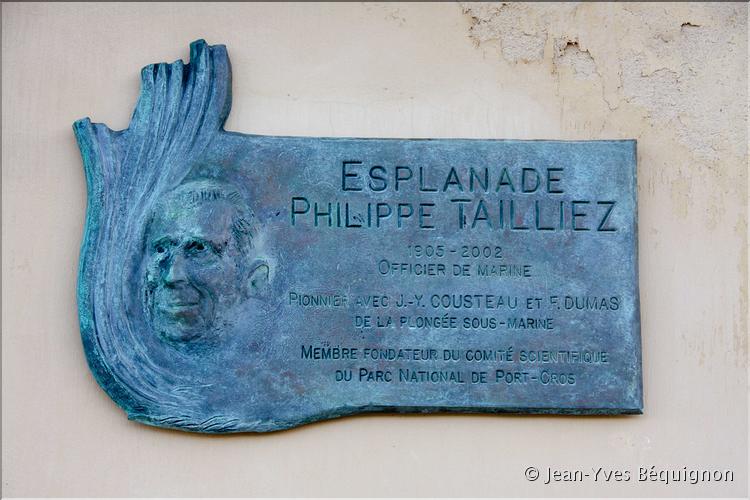 ESPLANADE
PHILIPPE TAILLIEZ
1905 - 2002
OFFICIER DE MARINE
PIONNIER AVEC J.-Y. COUSTEAU ET F. DUMAS
DE LA PLONGÉE SOUS-MARINE
MEMBRE FONDATEUR DU COMITÉ SCIENTIFIQUE
DU PARC NATIONAL DE PORT-CROS
© Jean-Yves Béquignon